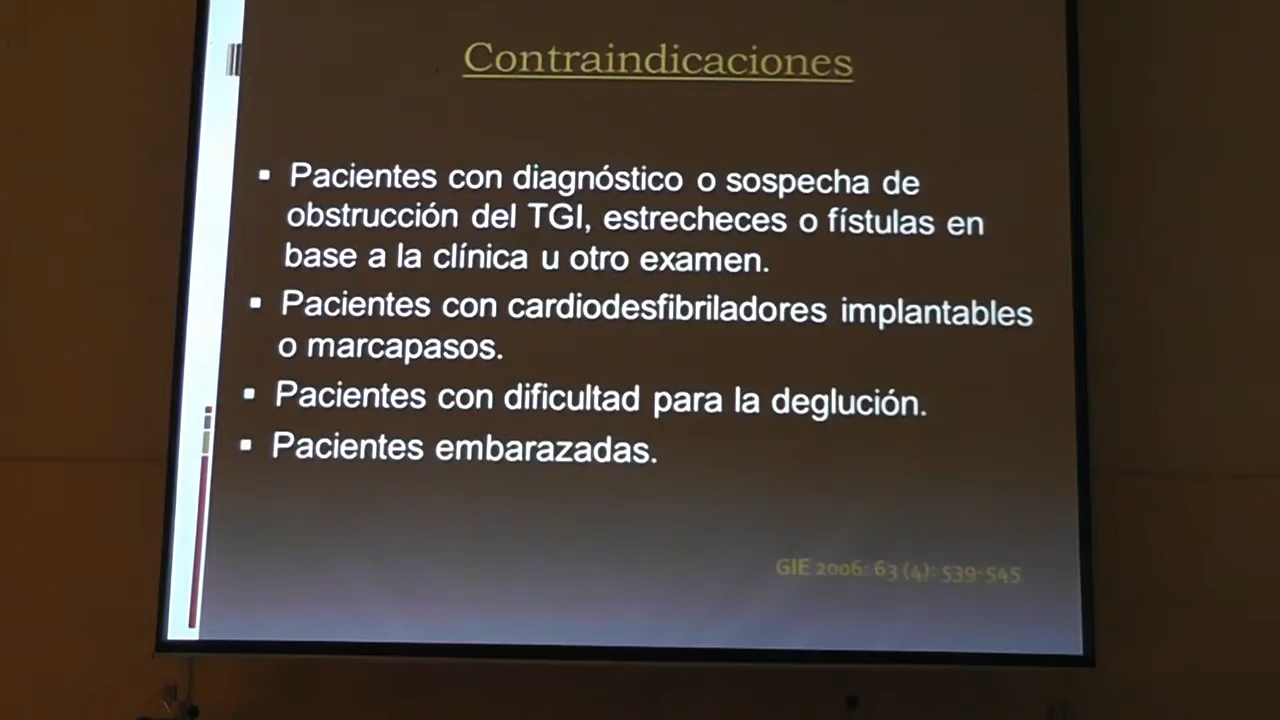 Contraindicaciones
▪ Pacientes con diagnóstico o sospecha de
obstrucción del TGI, estrecheces o fístulas en
base a la clínica u otro examen.
▪ Pacientes con cardiodesfibriladores implantables
o marcapasos.
▪ Pacientes con dificultad para la deglución.
▪ Pacientes embarazadas.
GIE 2006: 63 (4): 539-545